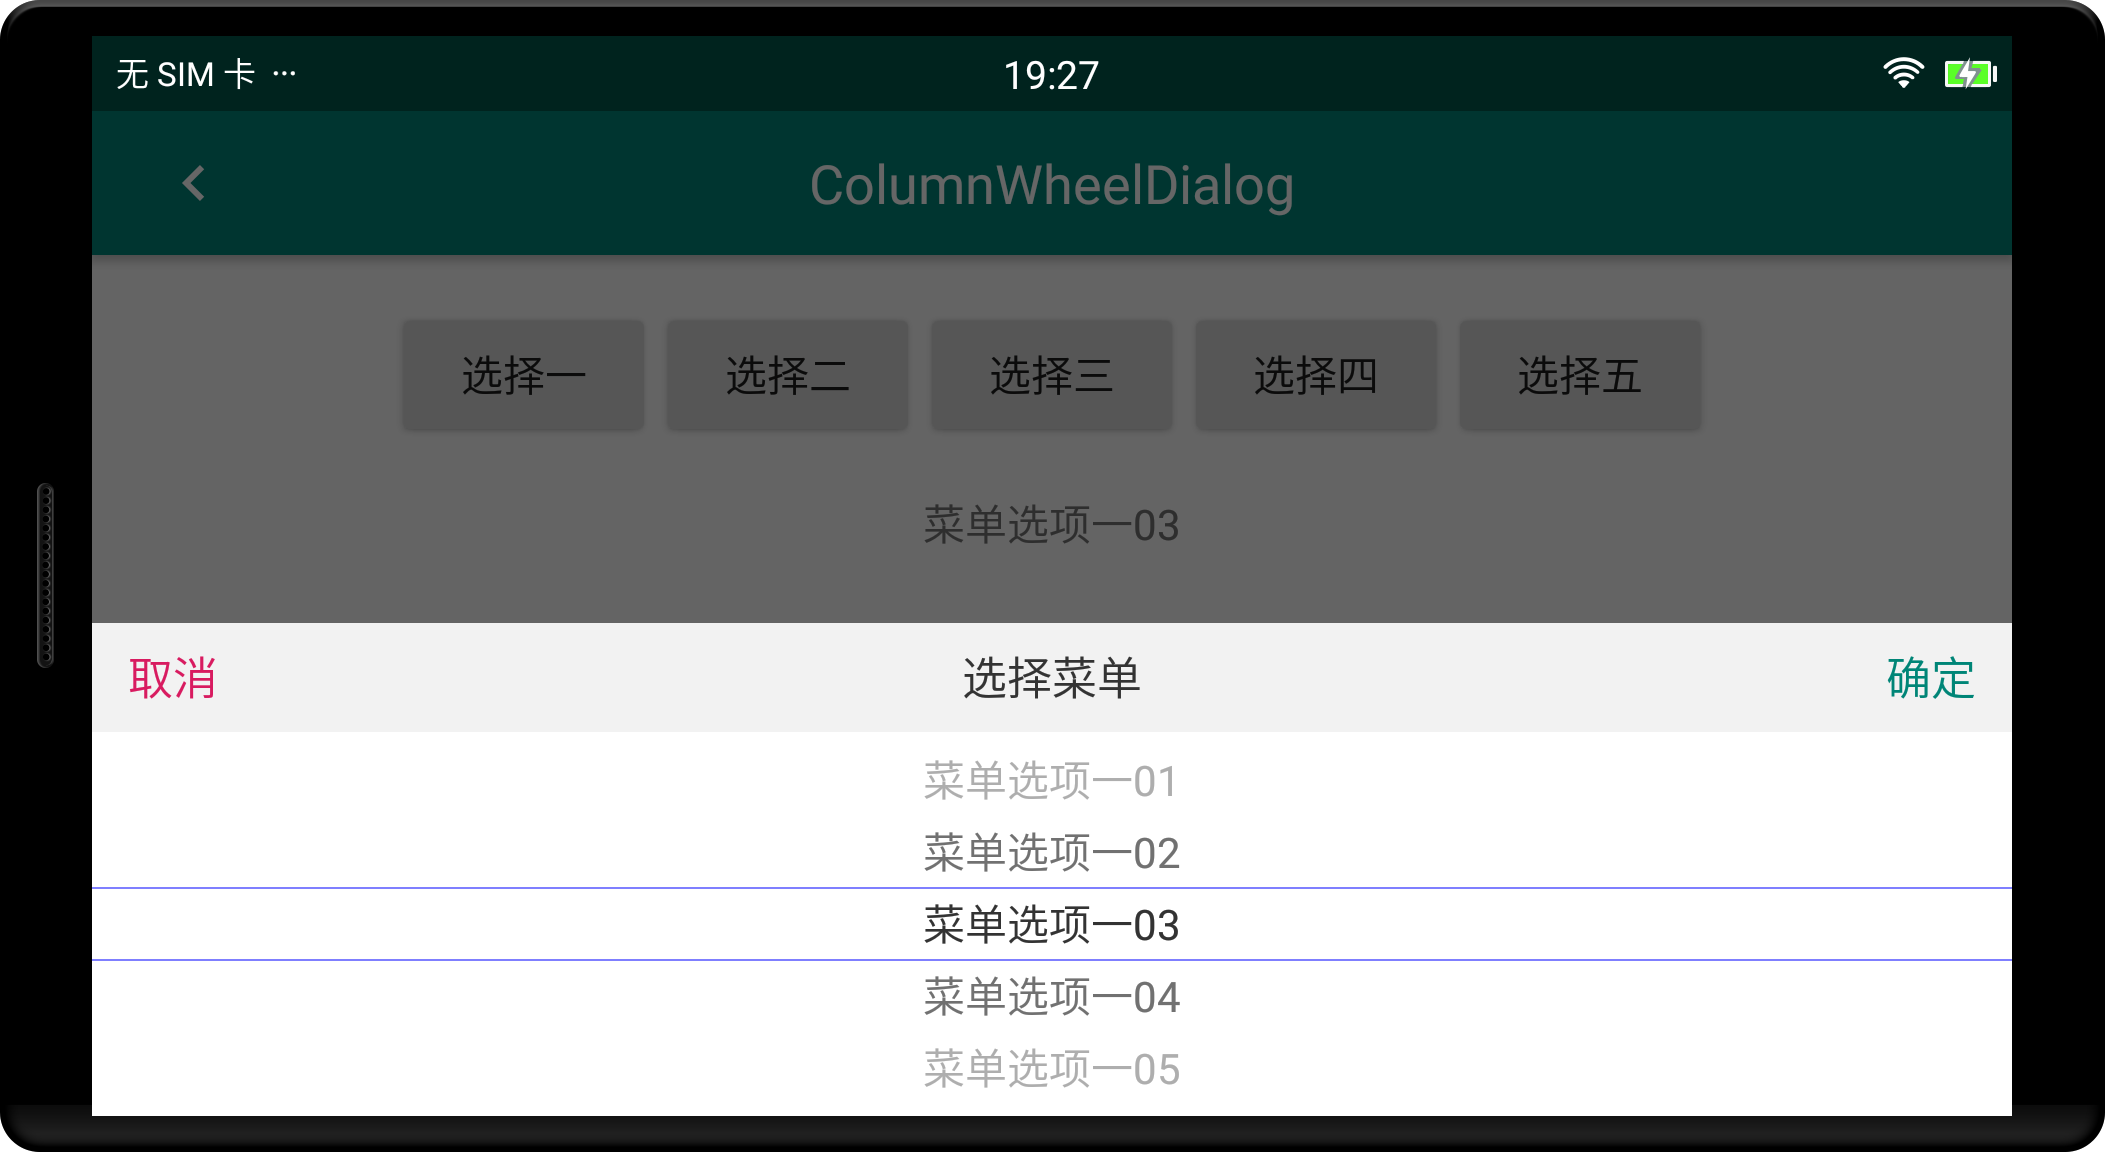 无 SIM 卡 ··· 19:27
ColumnWheelDialog
选择一 选择二 选择三 选择四 选择五
菜单选项一03
取消 选择菜单 确定
菜单选项一01
菜单选项一02
菜单选项一03
菜单选项一04
菜单选项一05